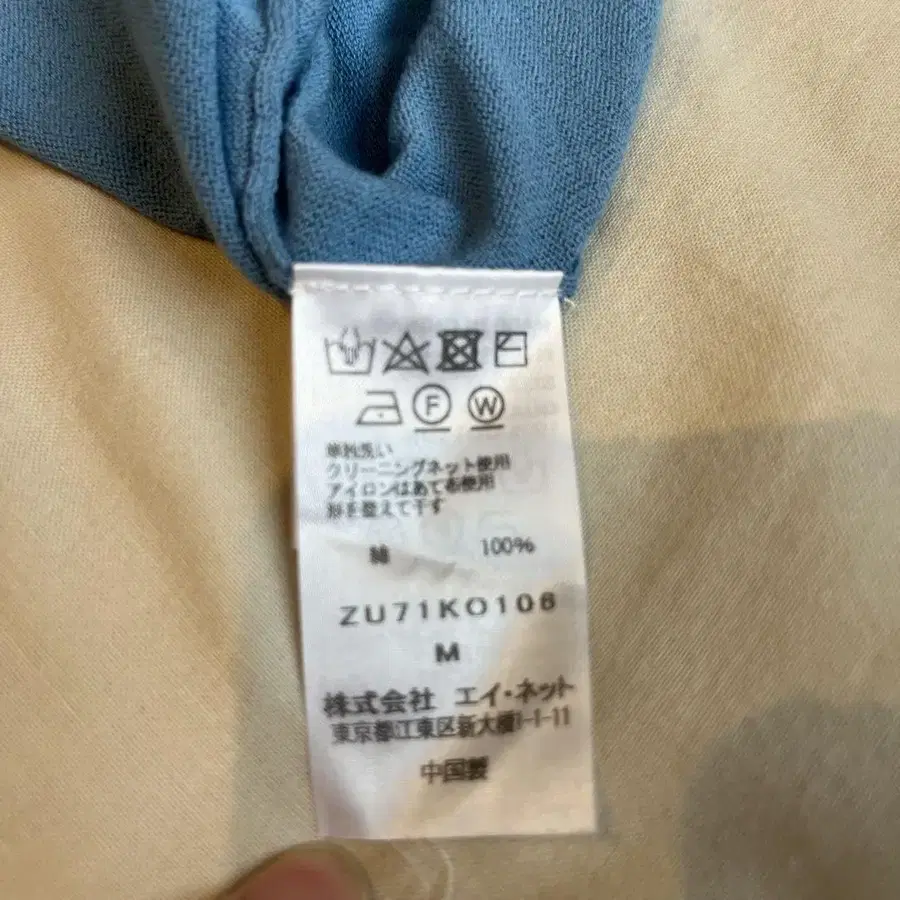 F W
単独洗い
クリーニングネット使用
アイロンはあて布使用
形を整えて干す
綿 100%
ZU71KO106
M
株式会社 エイ・ネット
東京都江東区新大橋1-1-11
中国製